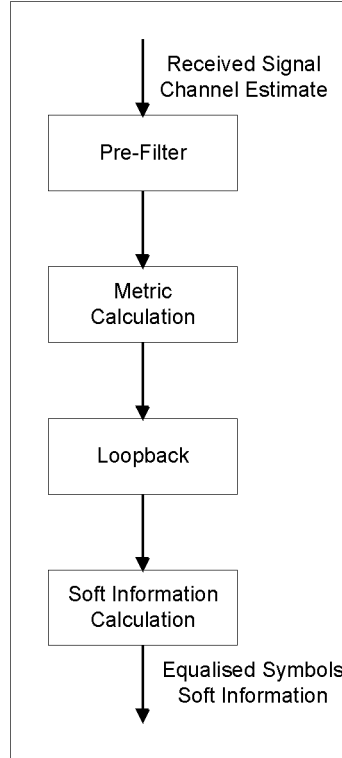 Received Signal
Channel Estimate
Pre-Filter
Metric
Calculation
Loopback
Soft Information
Calculation
Equalised Symbols
Soft Information